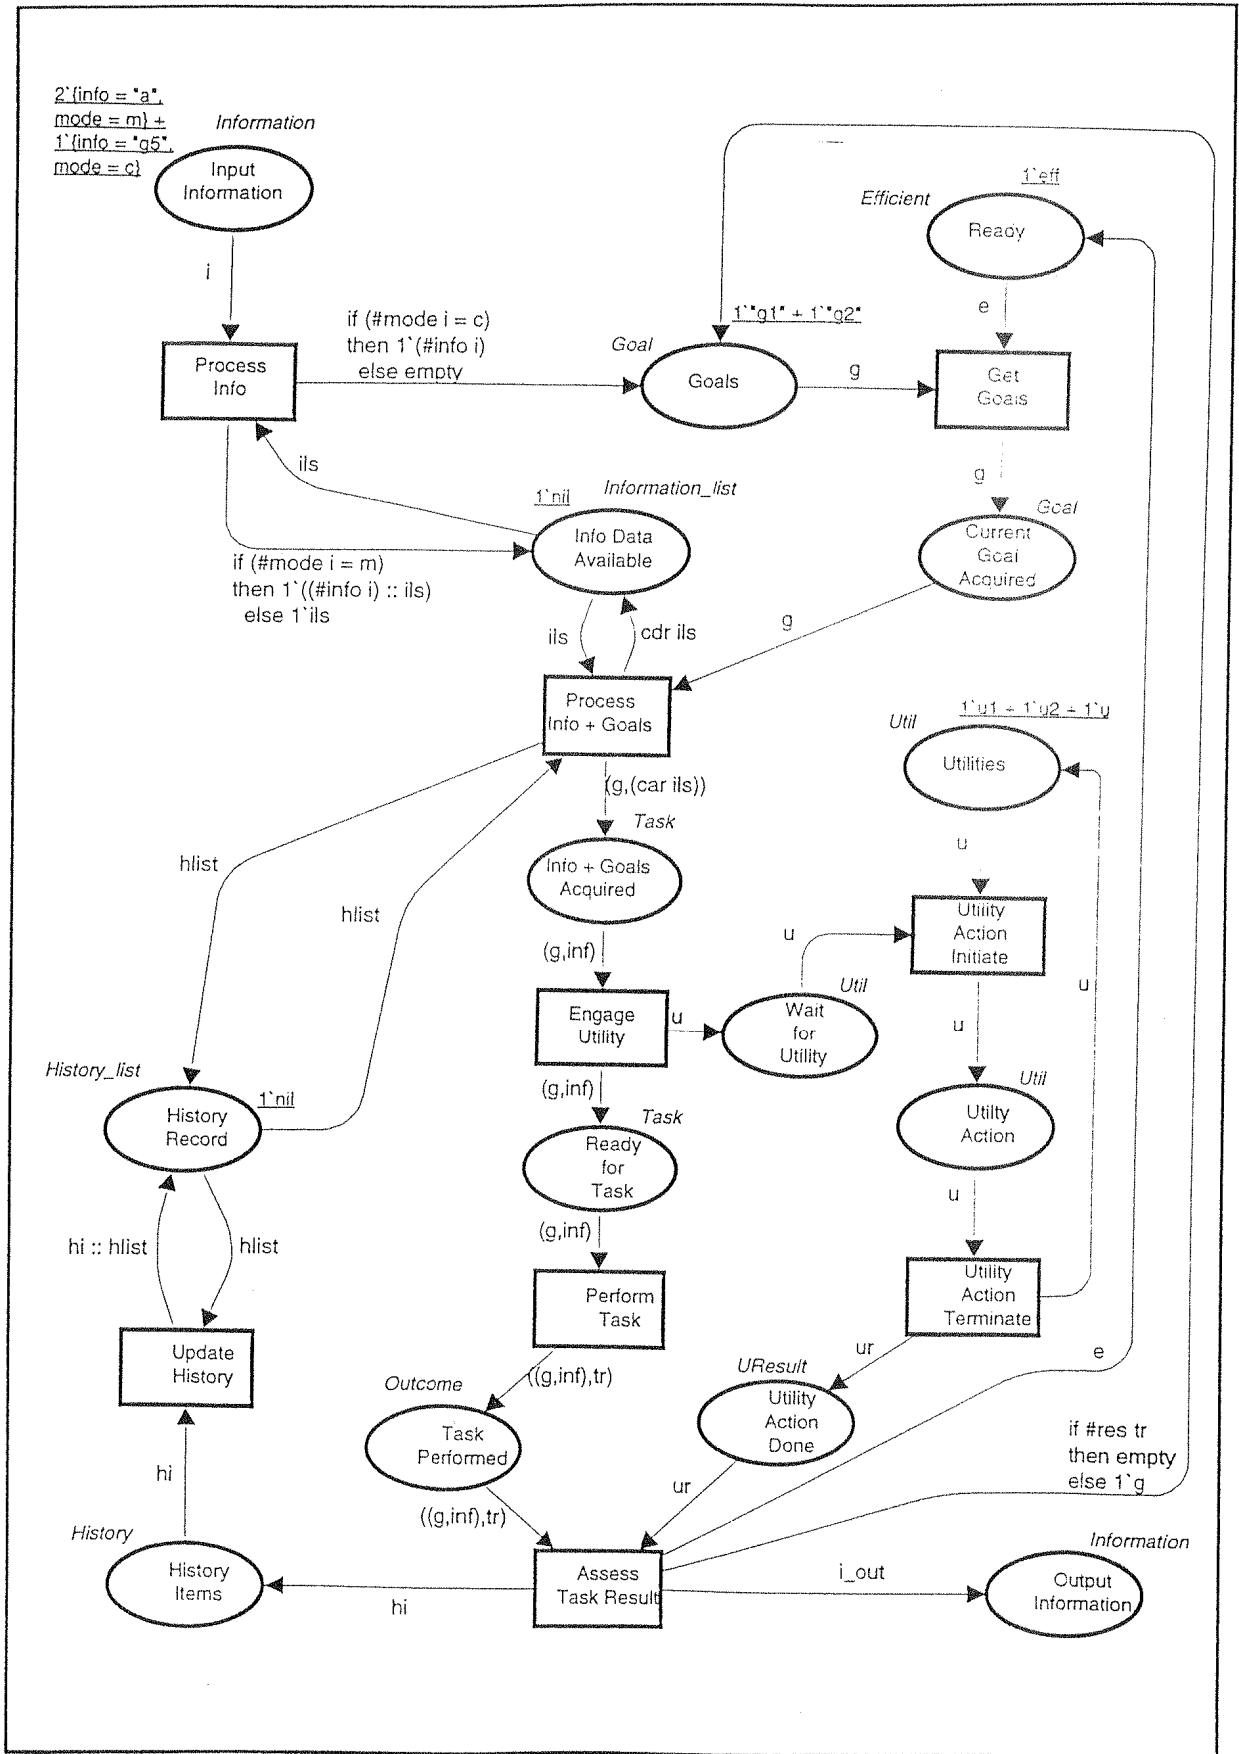 2`{info = "a",
mode = m} +
1`{info = "g5",
mode = c}
Information
Input
Information
1`eff
Efficient
Ready
i
e
if (#mode i = c)
then 1`(#info i)
else empty
1`"g1" + 1`"g2"
Goal
Goals
g
Process
Info
Get
Goals
ils
g
1`nil
Information_list
Goal
Info Data
Available
Current
Goal
Acquired
if (#mode i = m)
then 1`((#info i) :: ils)
else 1`ils
ils
cdr ils
g
Process
Info + Goals
1`u1 + 1`u2 + 1`u
Util
Utilities
(g,(car ils))
Task
u
hlist
Info + Goals
Acquired
hlist
Utility
Action
Initiate
u
(g,inf)
Util
u
Engage
Utility
u
Wait
for
Utility
u
History_list
(g,inf)
Util
1`nil
Task
History
Record
Ready
for
Task
Utilty
Action
u
hi :: hlist
hlist
(g,inf)
Utility
Action
Terminate
Perform
Task
Update
History
ur
e
UResult
Outcome
((g,inf),tr)
Utility
Action
Done
Task
Performed
if #res tr
then empty
else 1`g
hi
ur
((g,inf),tr)
History
Information
History
Items
Assess
Task Result
i_out
Output
Information
hi